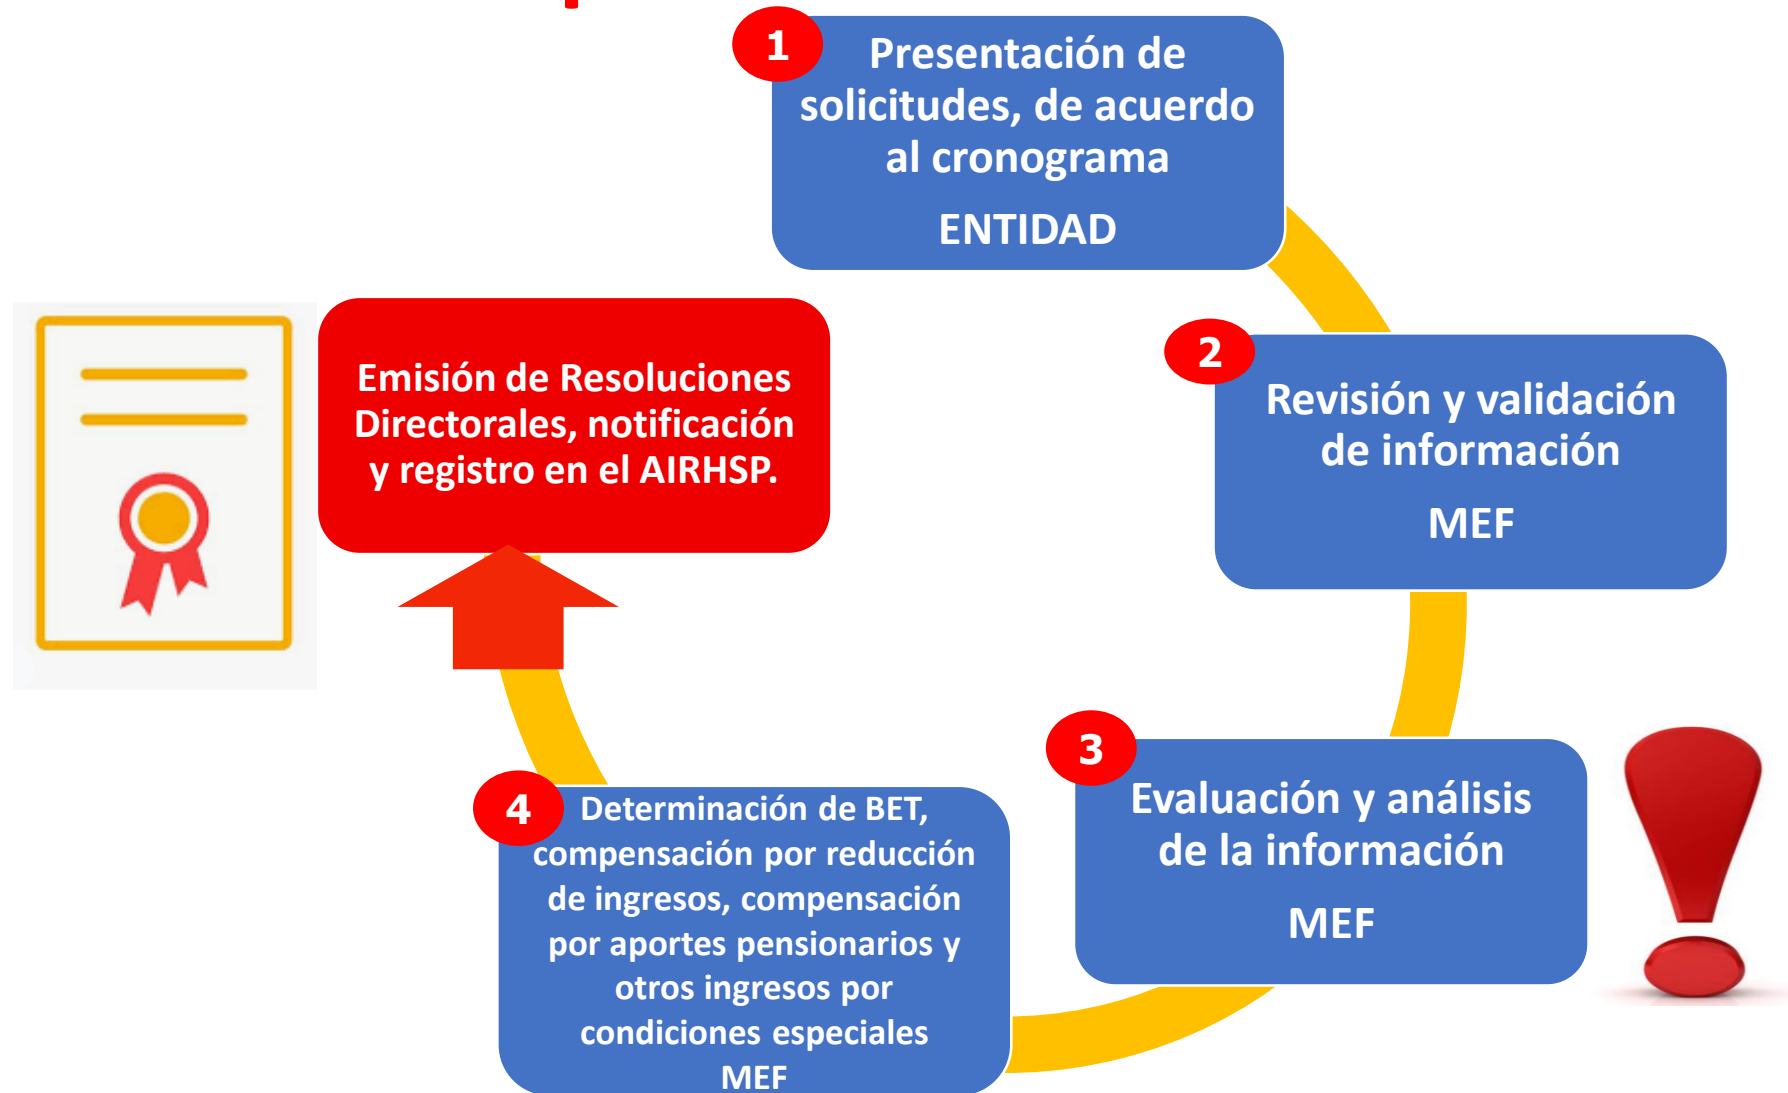 1
Presentación de
solicitudes, de acuerdo
al cronograma
ENTIDAD
2
Revisión y validación
de información
MEF
3
Evaluación y análisis
de la información
MEF
4
Determinación de BET,
compensación por reducción
de ingresos, compensación
por aportes pensionarios y
otros ingresos por
condiciones especiales
MEF
Emisión de Resoluciones
Directorales, notificación
y registro en el AIRHSP.